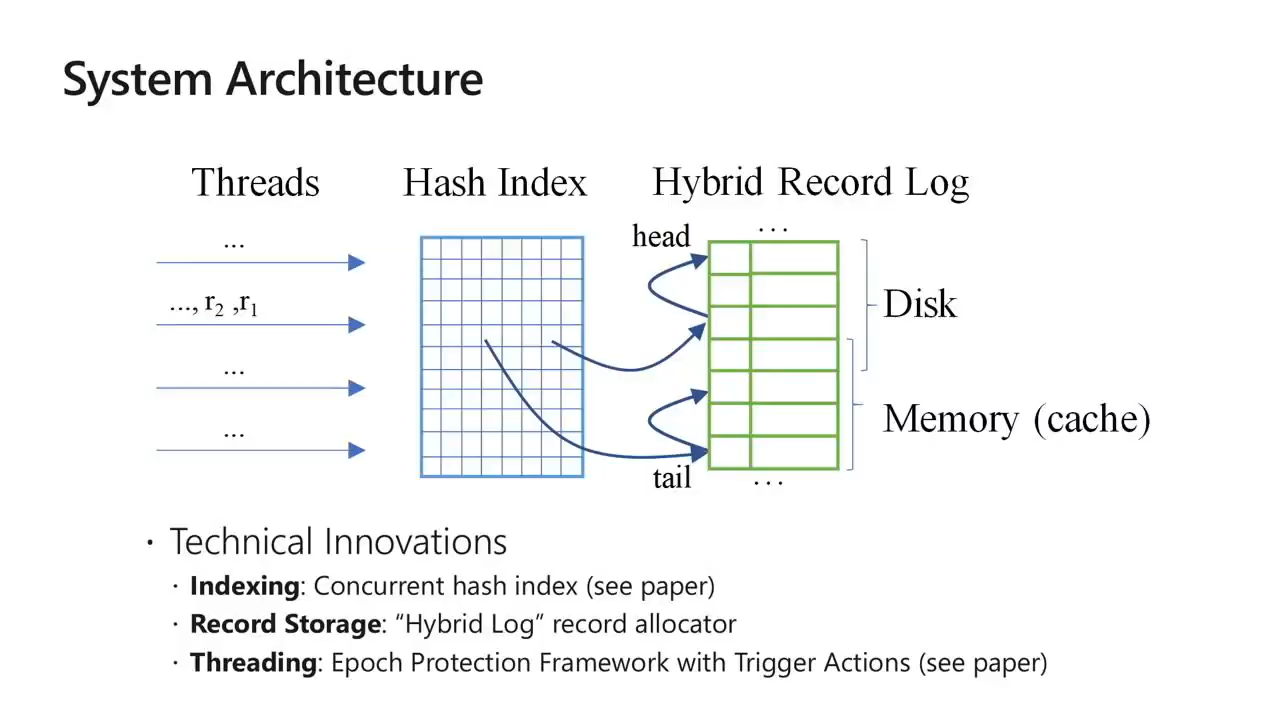 System Architecture
Threads
Hash Index
Hybrid Record Log
...
..., r2 ,r1
...
...
head
...
tail
...
Disk
Memory (cache)
· Technical Innovations
· Indexing: Concurrent hash index (see paper)
· Record Storage: “Hybrid Log” record allocator
· Threading: Epoch Protection Framework with Trigger Actions (see paper)